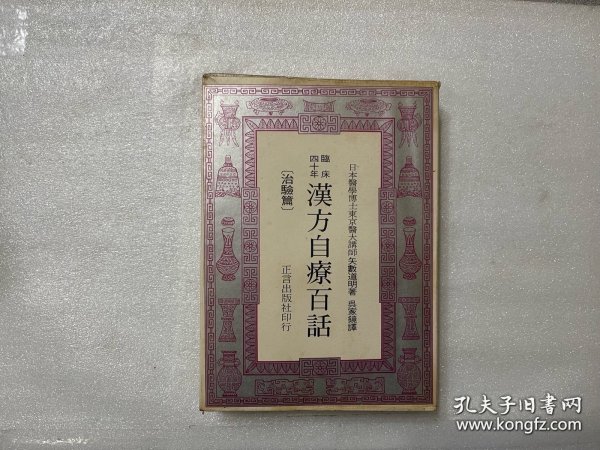 日本醫學博士東京醫大講師矢數道明著 吳家鏡譯
臨床
四十年
漢方自療百話
〔治驗篇〕
正言出版社印行
孔夫子旧书网
www.kongfz.com